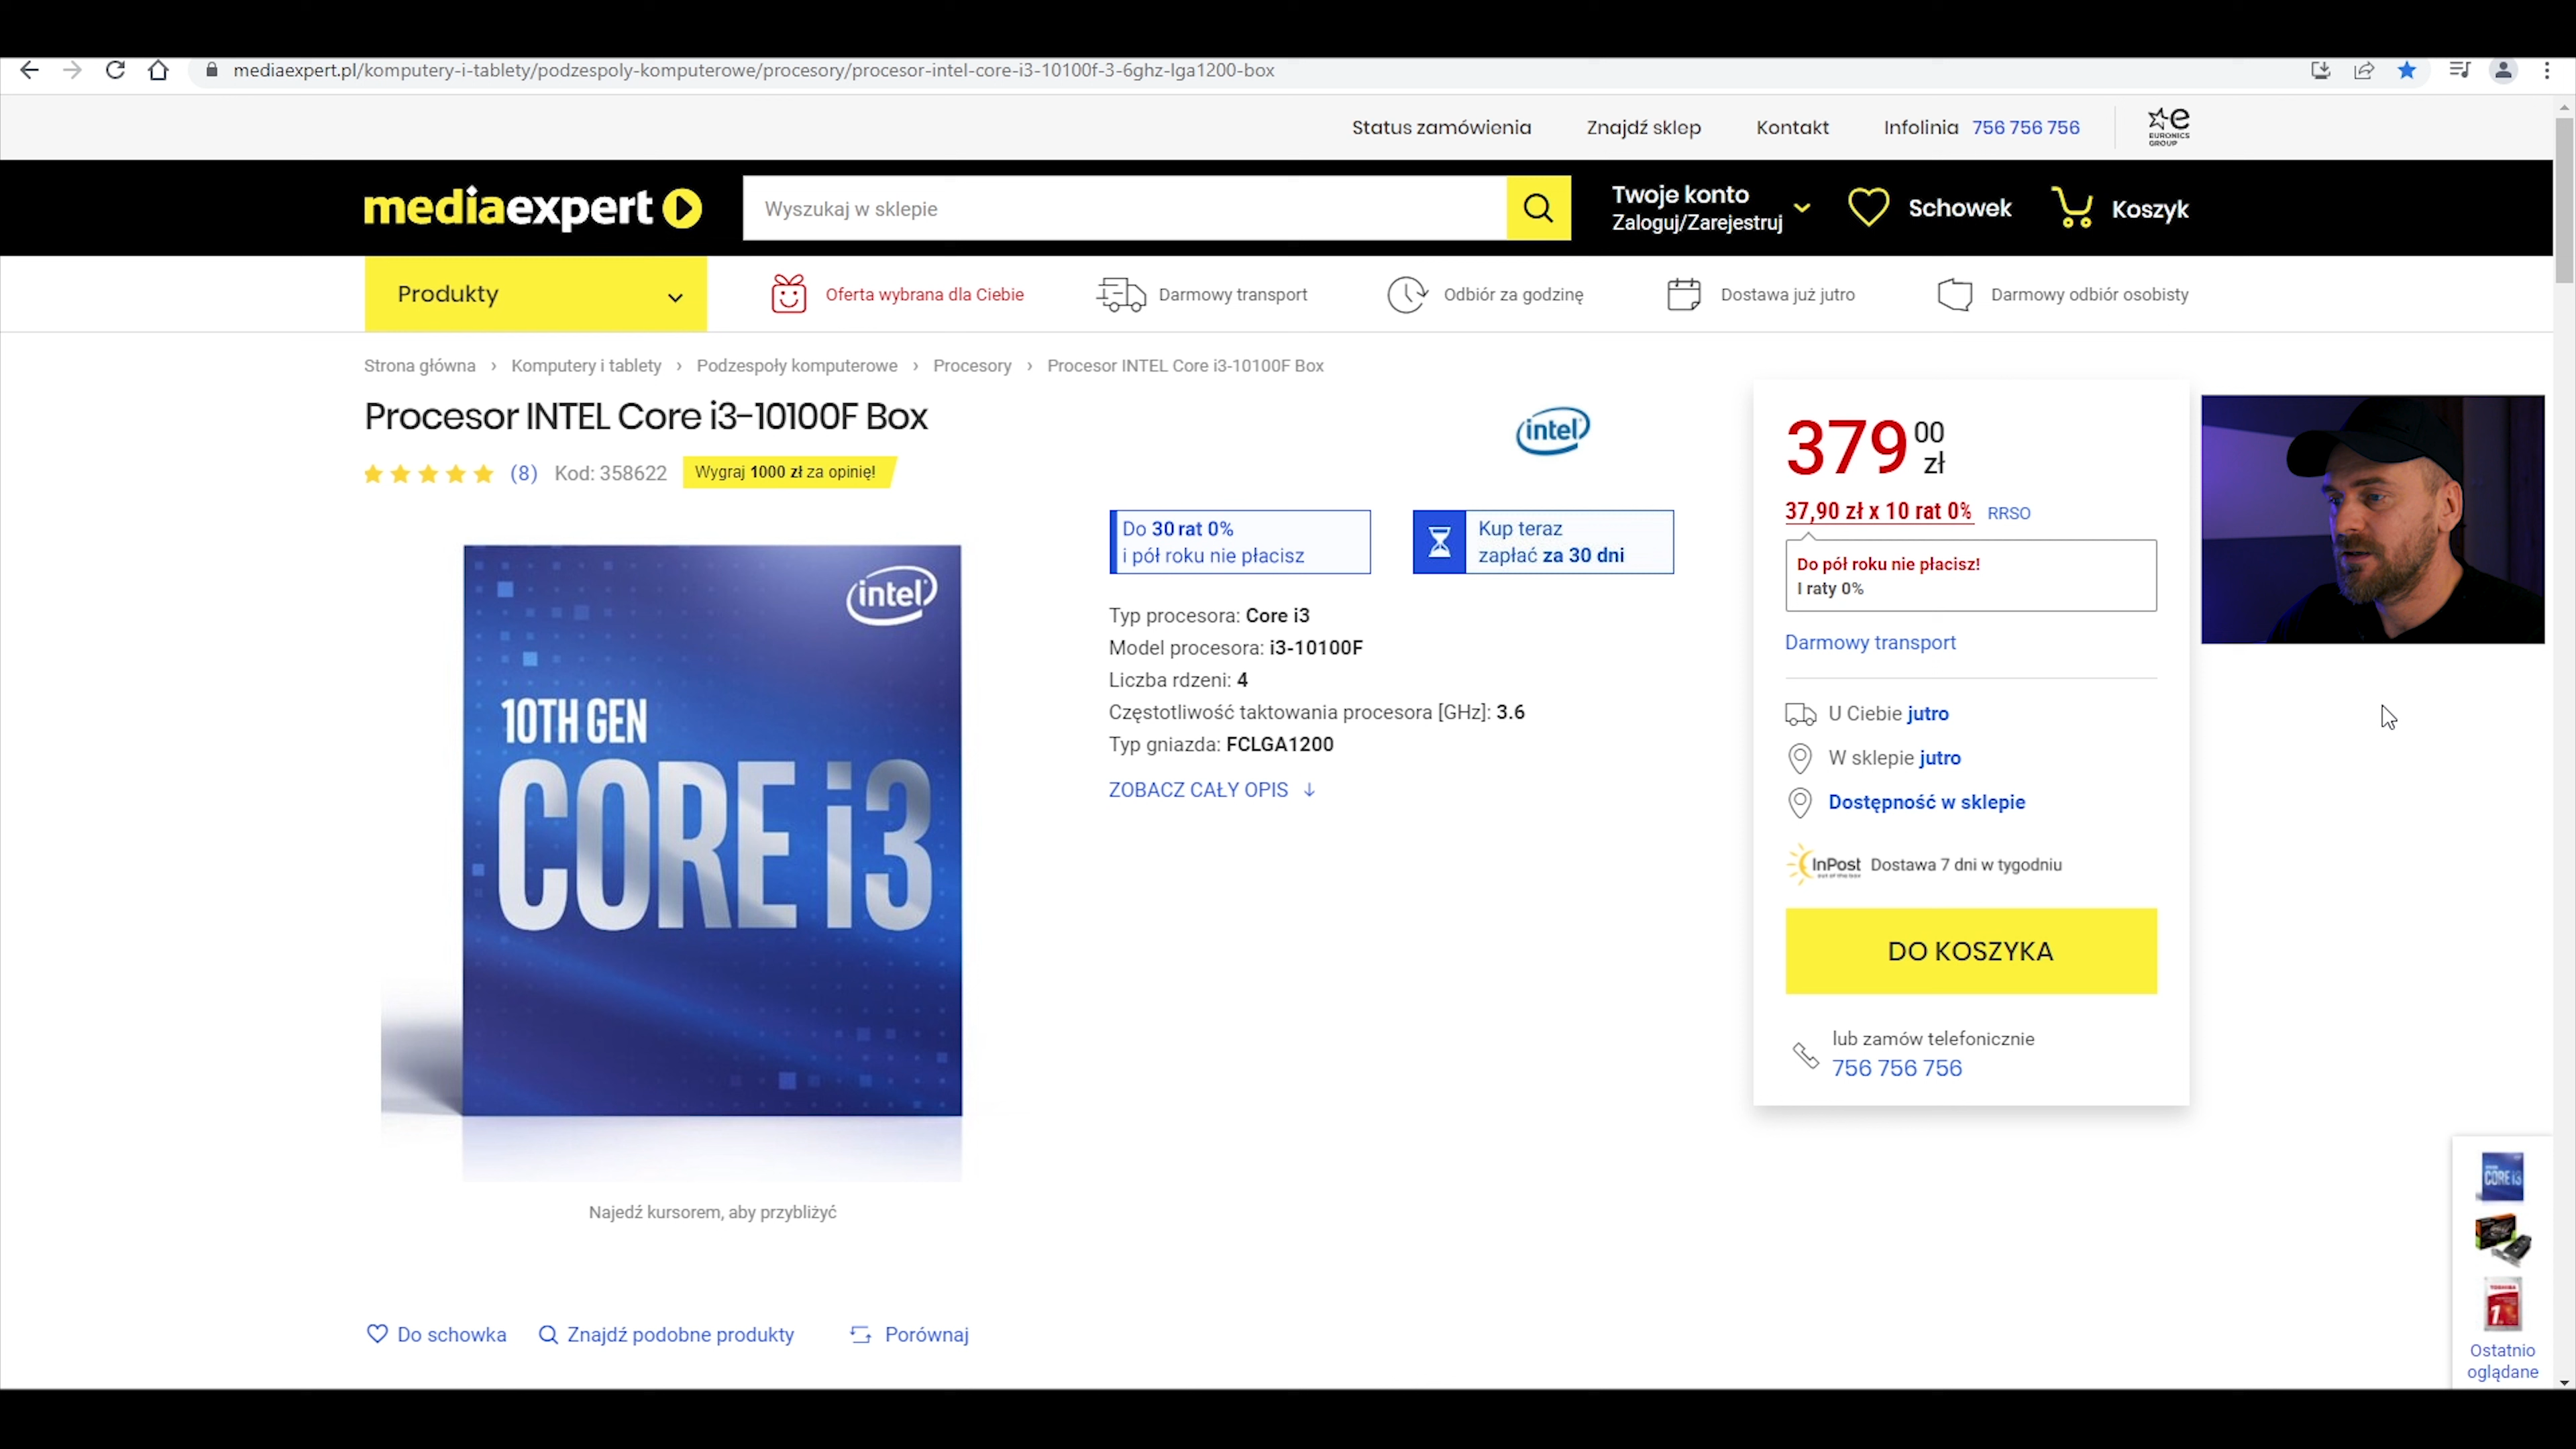 mediaexpert.pl/komputery-i-tablety/podzespoly-komputerowe/procesory/procesor-intel-core-i3-10100f-3-6ghz-lga1200-box
Status zamówienia Znajdź sklep Kontakt Infolinia 756 756 756
e
EURONICS
GROUP
mediaexpert
Wyszukaj w sklepie
Twoje konto
Zaloguj/Zarejestruj
Schowek
Koszyk
Produkty
Oferta wybrana dla Ciebie
Darmowy transport
Odbiór za godzinę
Dostawa już jutro
Darmowy odbiór osobisty
Strona główna › Komputery i tablety › Podzespoły komputerowe › Procesory › Procesor INTEL Core i3-10100F Box
Procesor INTEL Core i3-10100F Box
(8) Kod: 358622 Wygraj 1000 zł za opinię!
intel
intel
10TH GEN
CORE i3
Najedź kursorem, aby przybliżyć
Do schowka
Znajdź podobne produkty
Porównaj
Do 30 rat 0%
i pół roku nie płacisz
Kup teraz
zapłać za 30 dni
Typ procesora: Core i3
Model procesora: i3-10100F
Liczba rdzeni: 4
Częstotliwość taktowania procesora [GHz]: 3.6
Typ gniazda: FCLGA1200
ZOBACZ CAŁY OPIS
379 00 zł
37,90 zł x 10 rat 0% RRSO
Do pół roku nie płacisz!
I raty 0%
Darmowy transport
U Ciebie jutro
W sklepie jutro
Dostępność w sklepie
InPost Dostawa 7 dni w tygodniu
DO KOSZYKA
lub zamów telefonicznie
756 756 756
CORE i3
TOSHIBA
1
Ostatnio
oglądane